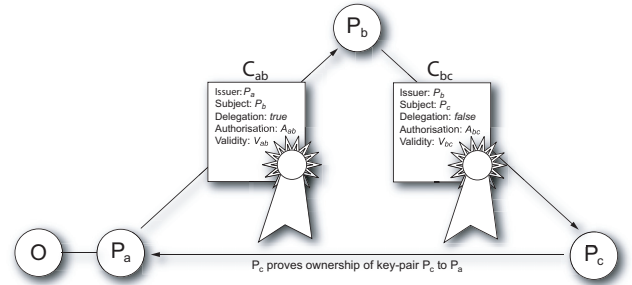 P_b
C_ab
Issuer: P_a
Subject: P_b
Delegation: true
Authorisation: A_ab
Validity: V_ab
C_bc
Issuer: P_b
Subject: P_c
Delegation: false
Authorisation: A_bc
Validity: V_bc
O
P_a
P_c
P_c proves ownership of key-pair P_c to P_a